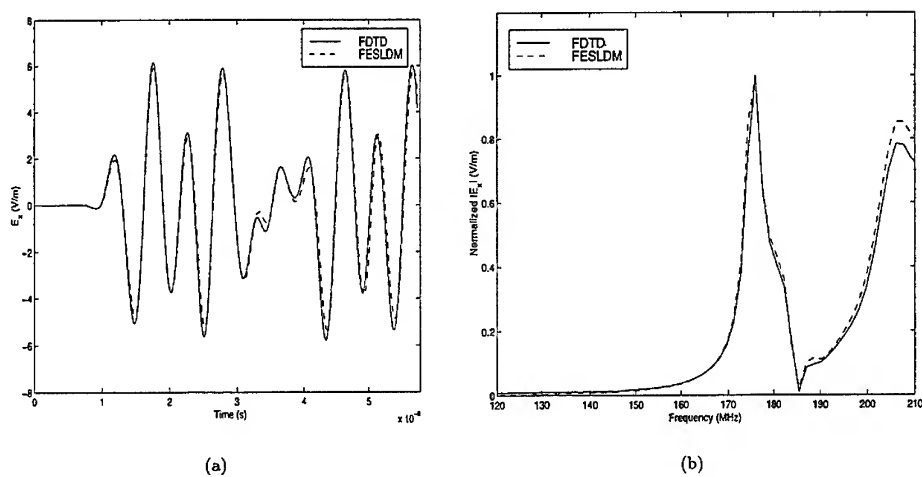 FDTD
FESLDM
8
6
4
2
0
-2
-4
-6
-8
E_x (V/m)
0
1
2
3
4
5
x 10^-8
Time (s)
(a)
FDTD
FESLDM
1
0.8
0.6
0.4
0.2
0
Normalized |E_x| (V/m)
120
130
140
150
160
170
180
190
200
210
Frequency (MHz)
(b)